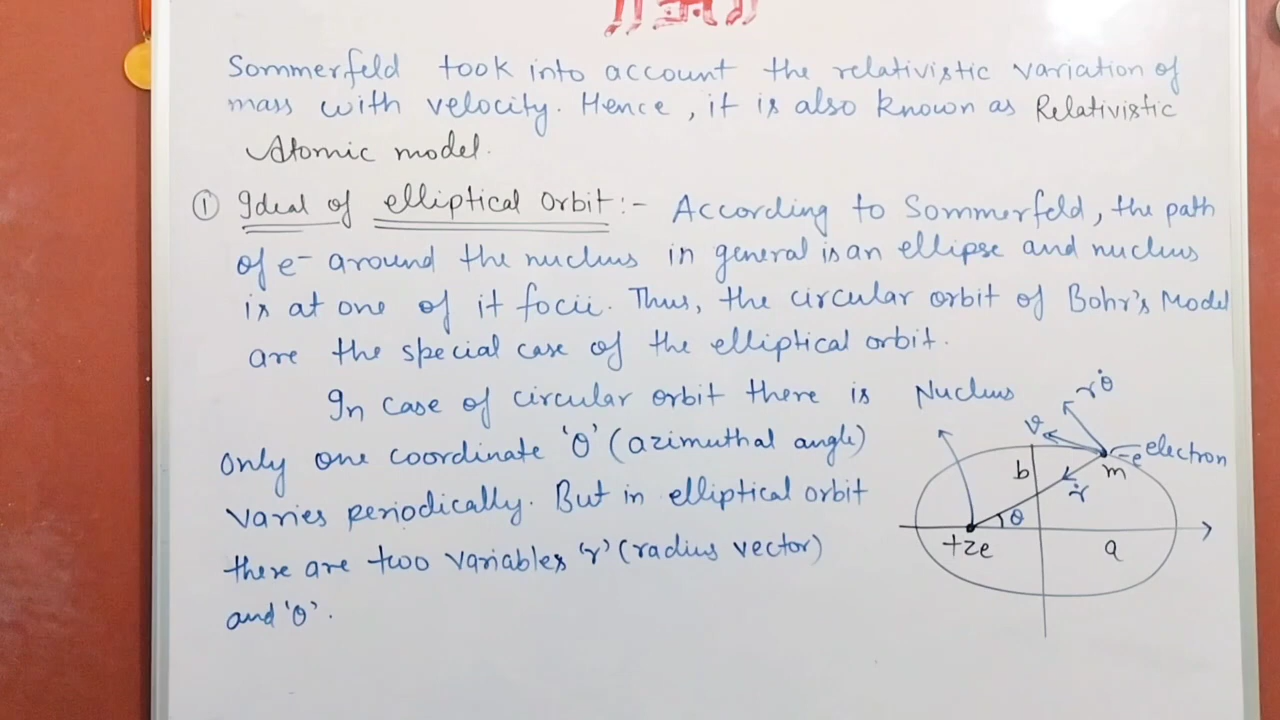 Sommerfeld took into account the relativistic variation of
mass with velocity. Hence, it is also known as Relativistic
Atomic model.
① Ideal of elliptical Orbit:- According to Sommerfeld, the path
of e⁻ around the nucleus in general is an ellipse and nucleus
is at one of it focii. Thus, the circular orbit of Bohr's Model
are the special case of the elliptical orbit.
In case of circular orbit there is
only one coordinate 'θ' (azimuthal angle)
varies periodically. But in elliptical orbit
there are two variables 'r' (radius vector)
and 'θ'.
Nucleus
rθ̇
v
-e electron
b
m
ṙ
θ
+ze
a